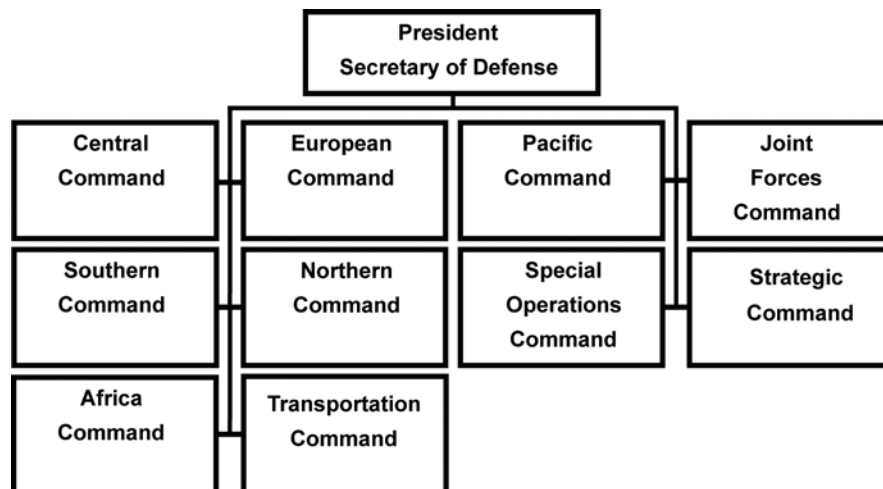 President
Secretary of Defense
Central
Command
European
Command
Pacific
Command
Joint
Forces
Command
Southern
Command
Northern
Command
Special
Operations
Command
Strategic
Command
Africa
Command
Transportation
Command